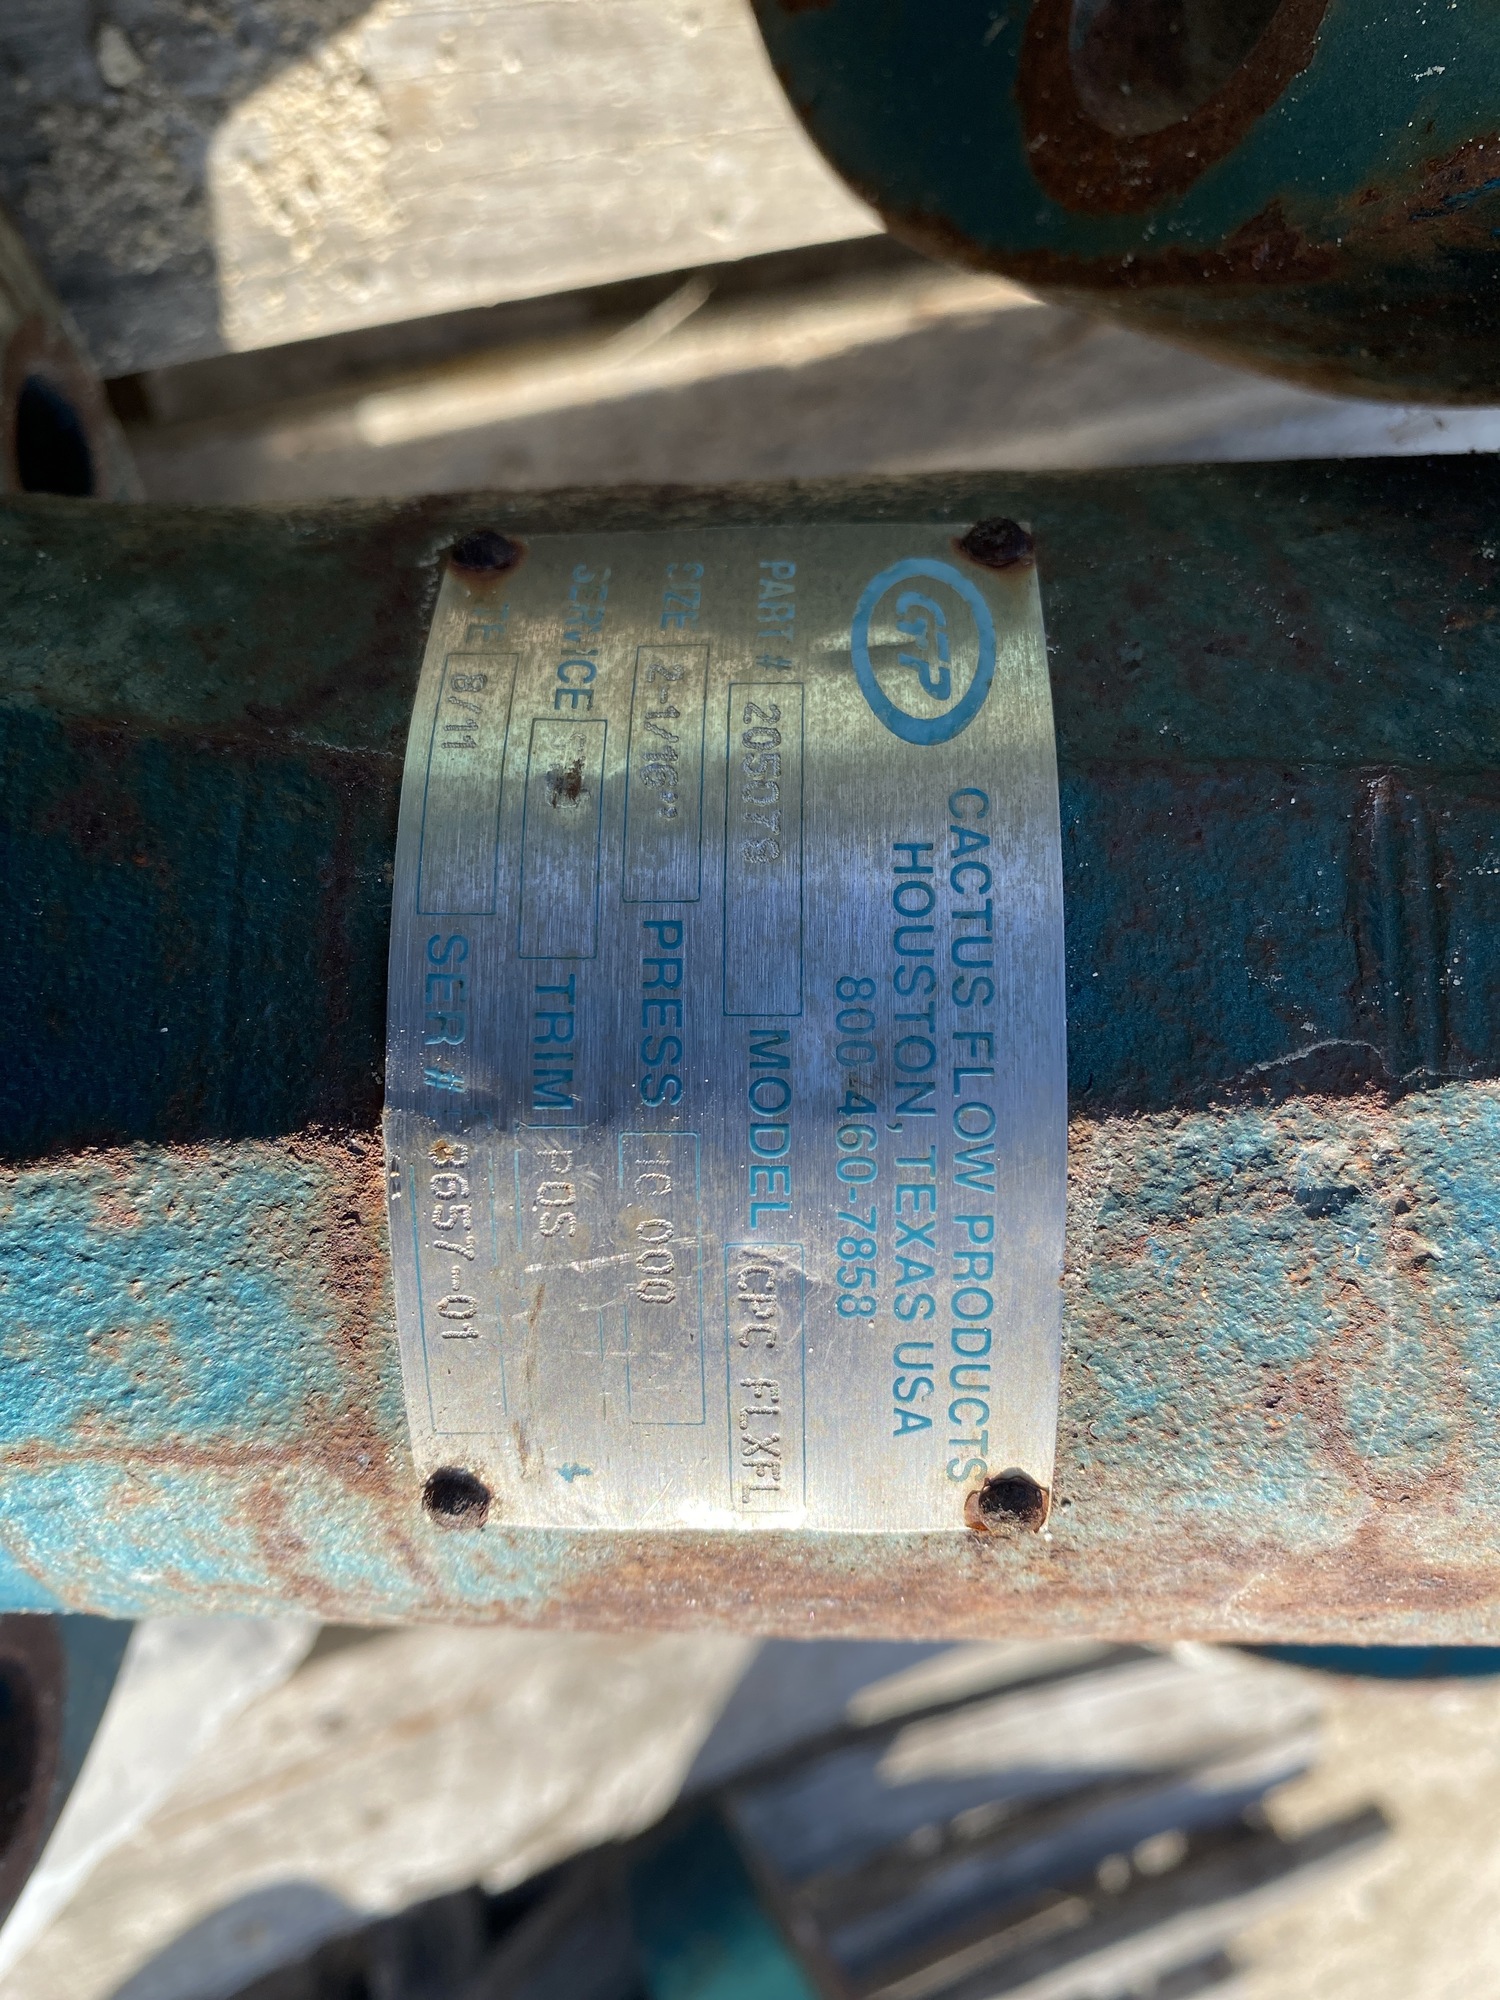 CFP
CACTUS FLOW PRODUCTS
HOUSTON, TEXAS USA
800-460-7858
PART # MODEL CPC FLXFL
SIZE 2-1/16" PRESS 10 000
SERVICE TRIM POS
8/11 SER # 8657-01